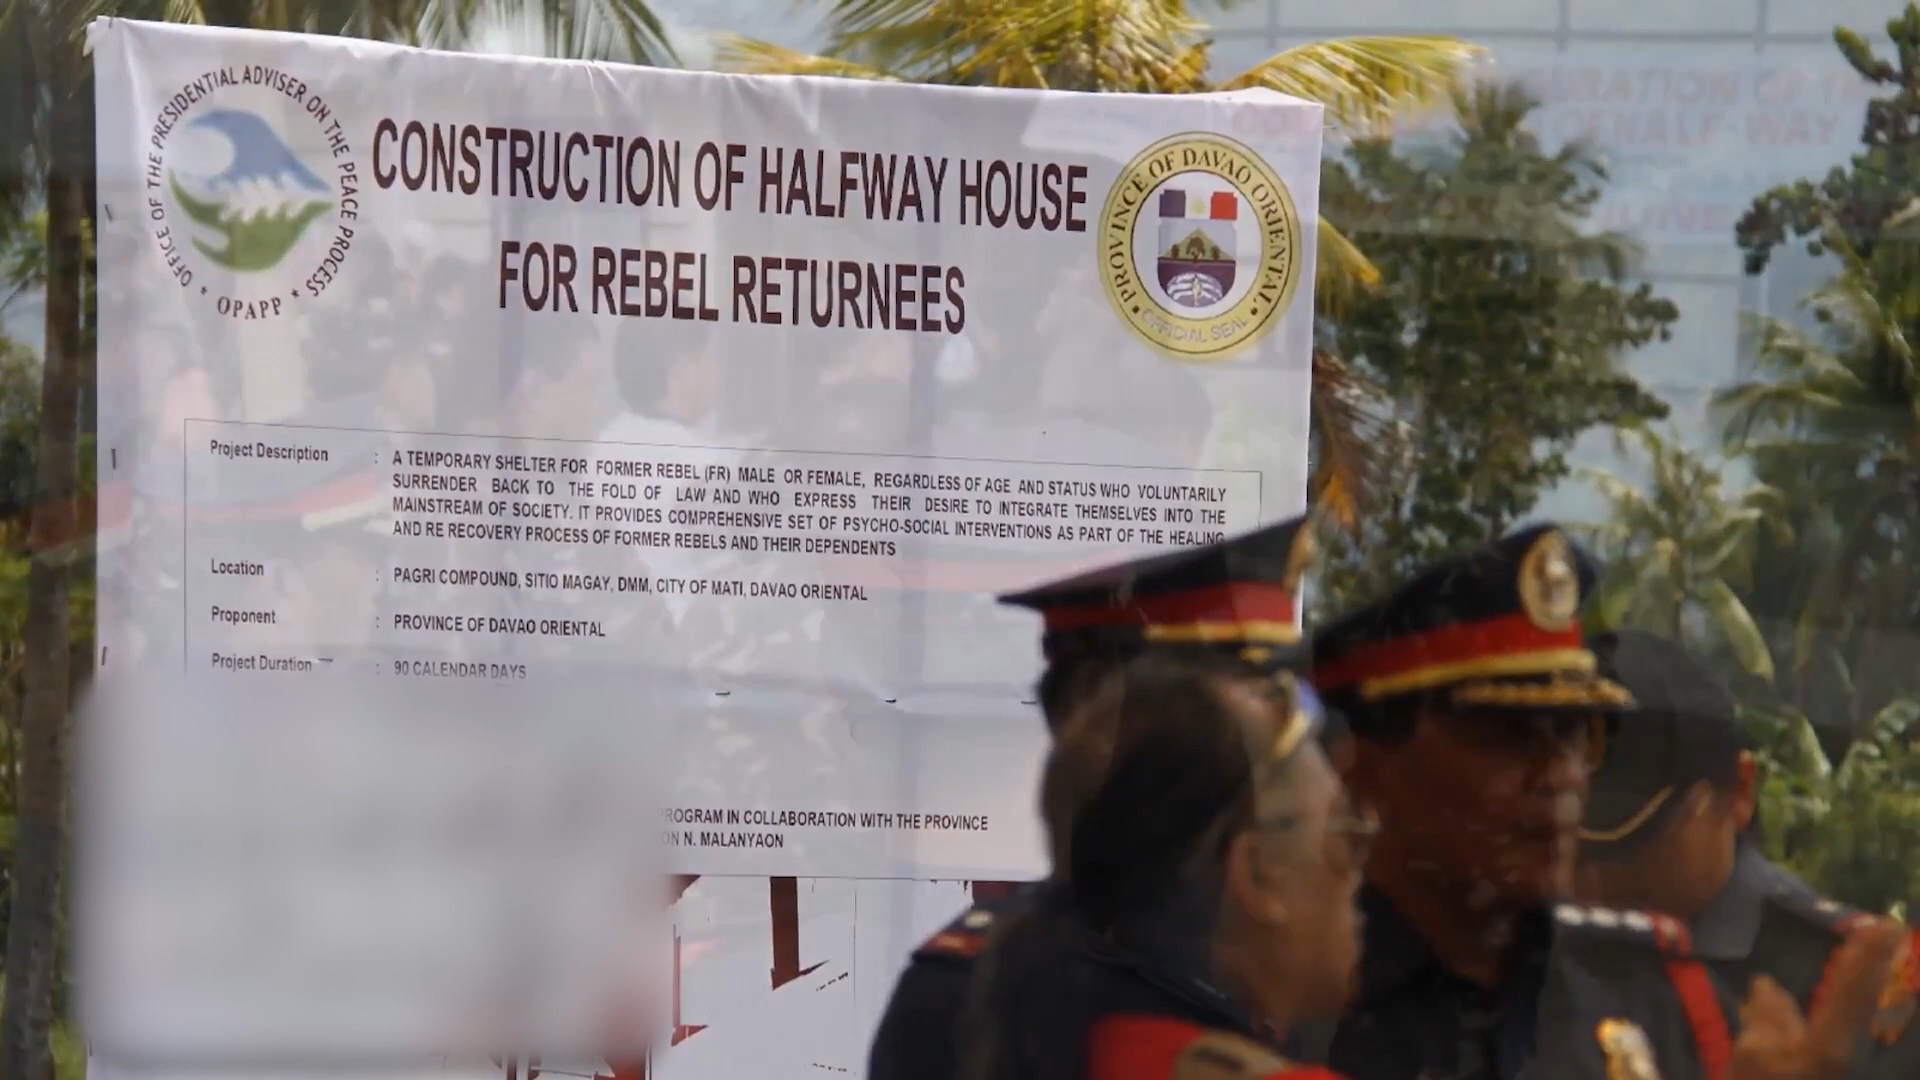 OFFICE OF THE PRESIDENTIAL ADVISER ON THE PEACE PROCESS
* OPAPP *
CONSTRUCTION OF HALFWAY HOUSE
FOR REBEL RETURNEES
PROVINCE OF DAVAO ORIENTAL
OFFICIAL SEAL
Project Description : A TEMPORARY SHELTER FOR FORMER REBEL (FR) MALE OR FEMALE, REGARDLESS OF AGE AND STATUS WHO VOLUNTARILY
SURRENDER BACK TO THE FOLD OF LAW AND WHO EXPRESS THEIR DESIRE TO INTEGRATE THEMSELVES INTO THE
MAINSTREAM OF SOCIETY. IT PROVIDES COMPREHENSIVE SET OF PSYCHO-SOCIAL INTERVENTIONS AS PART OF THE HEALING
AND RE RECOVERY PROCESS OF FORMER REBELS AND THEIR DEPENDENTS
Location : PAGRI COMPOUND, SITIO MAGAY, DMM, CITY OF MATI, DAVAO ORIENTAL
Proponent : PROVINCE OF DAVAO ORIENTAL
Project Duration : 90 CALENDAR DAYS
PROGRAM IN COLLABORATION WITH THE PROVINCE
N. MALANYAON
WAY